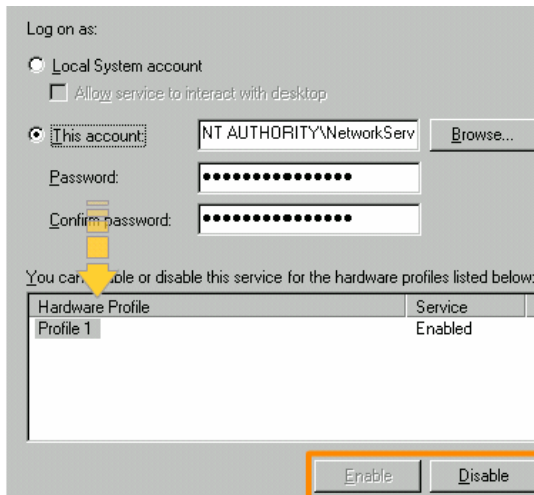 Log on as:
Local System account
Allow service to interact with desktop
This account: NT AUTHORITY\NetworkServ Browse...
Password: •••••••••••••••
Confirm password: •••••••••••••••
You can enable or disable this service for the hardware profiles listed below:
Hardware Profile Service
Profile 1 Enabled
Enable Disable